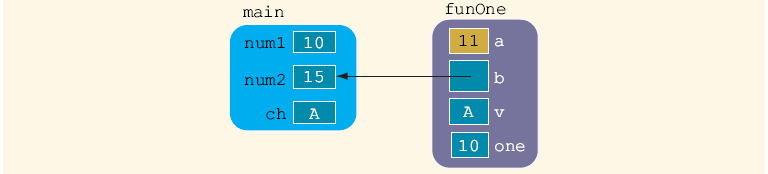 main
num1 10
num2 15
ch A
funOne
11 a
b
A v
10 one